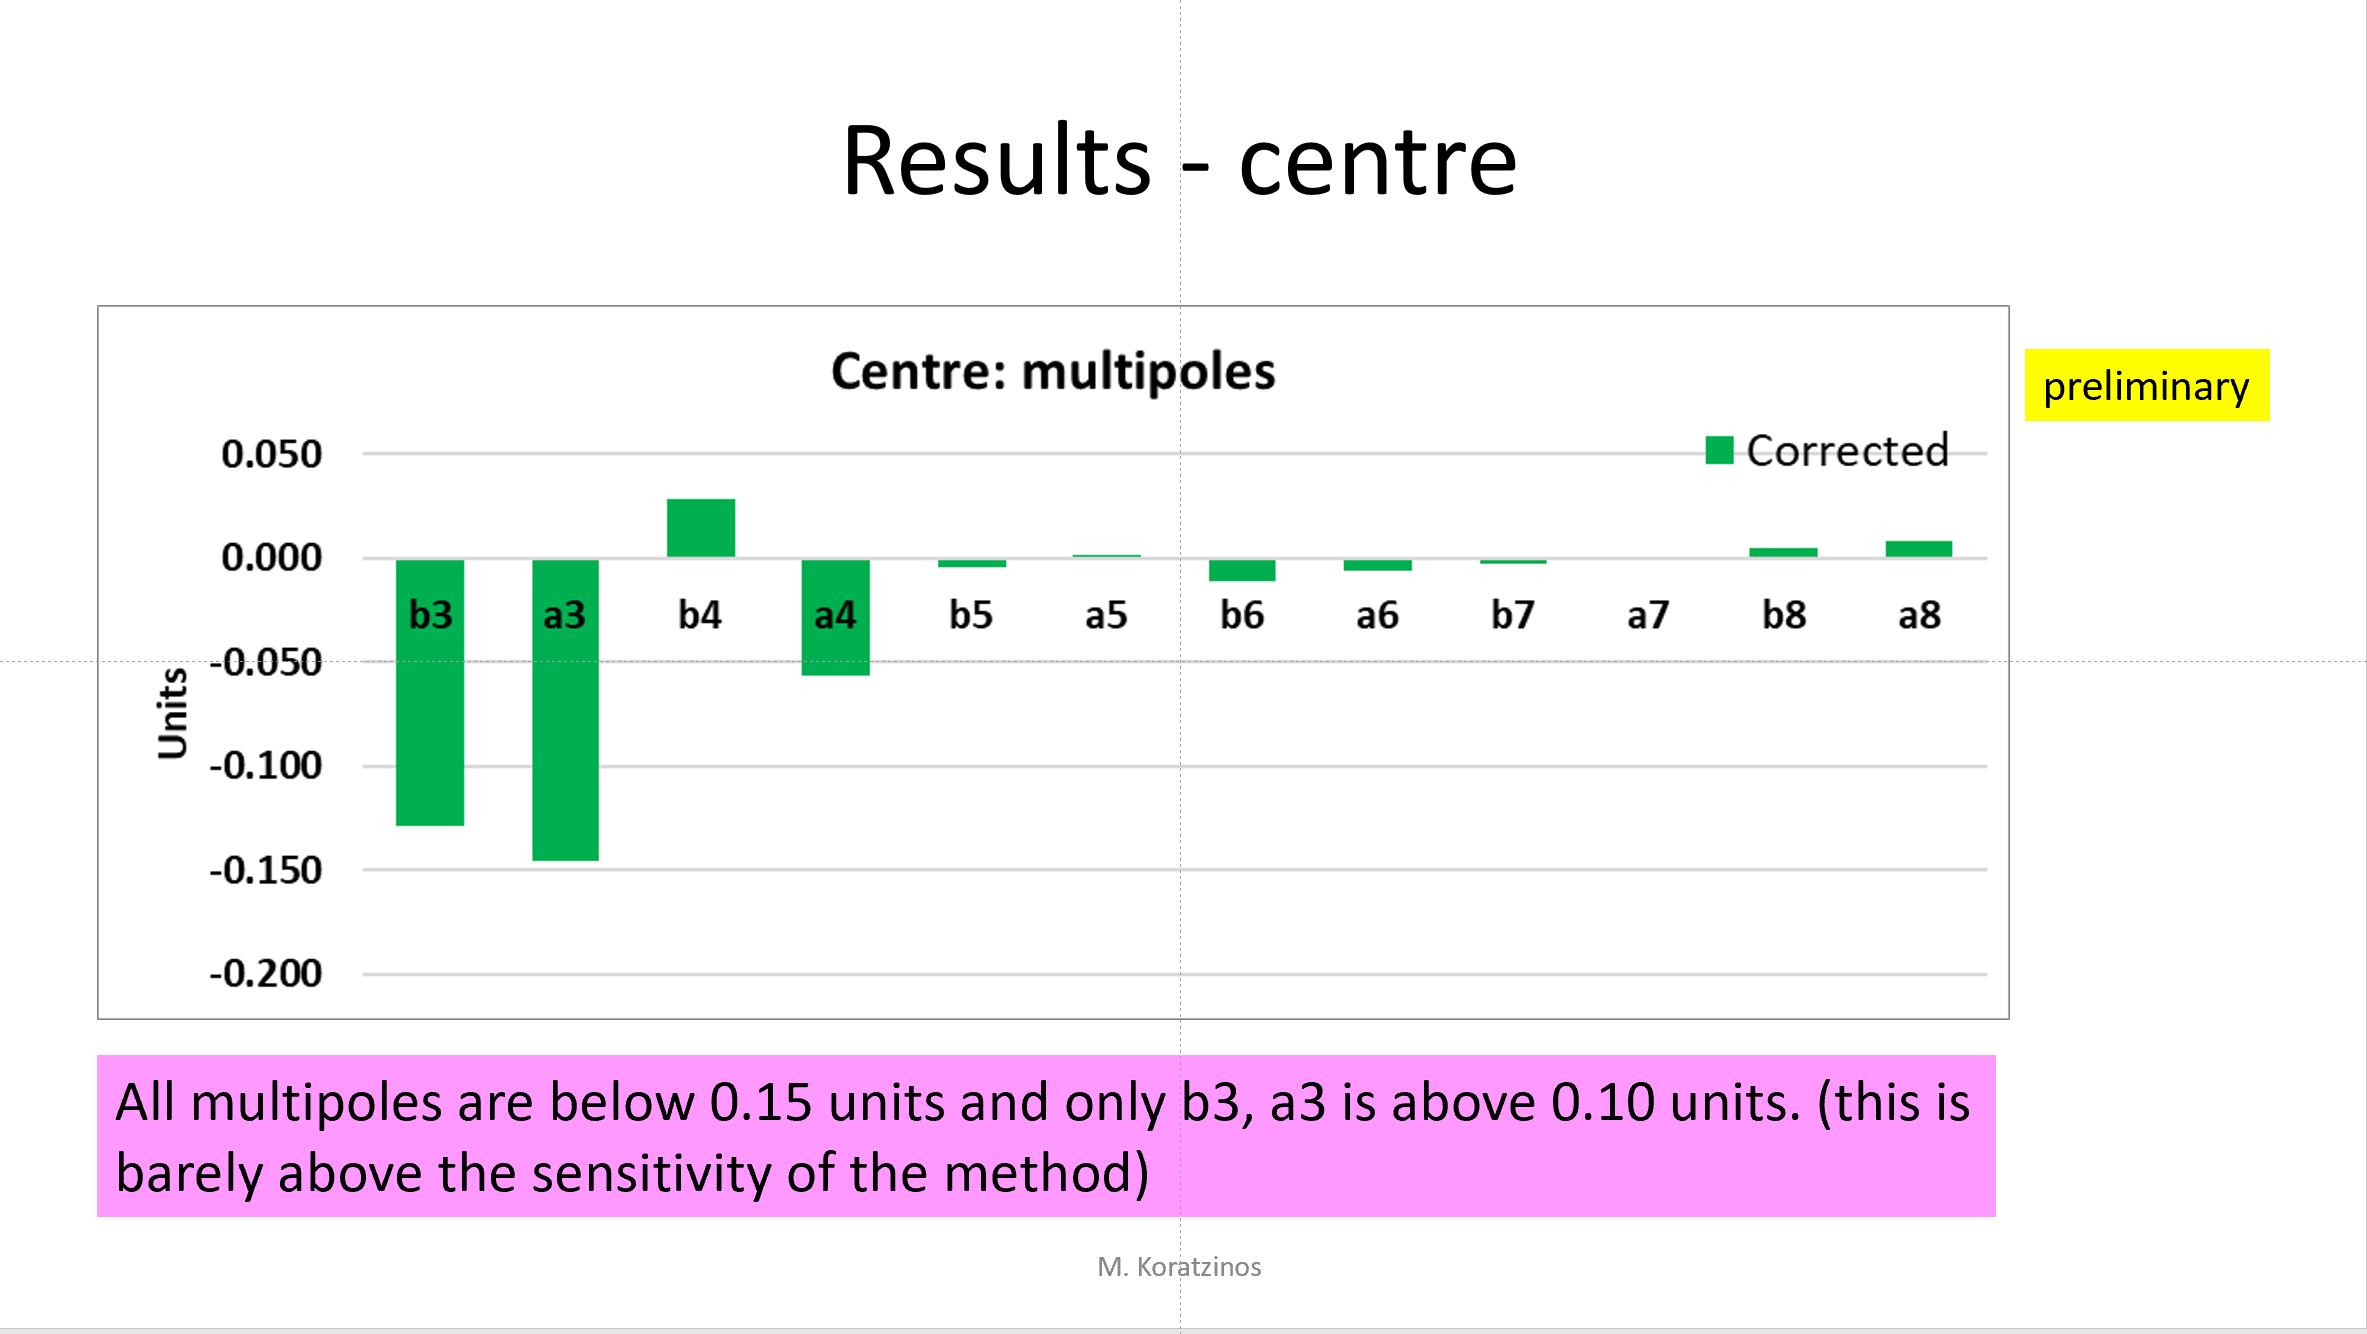 Results - centre
Centre: multipoles
preliminary
Corrected
0.050
0.000
b3 a3 b4 a4 b5 a5 b6 a6 b7 a7 b8 a8
-0.050
Units
-0.100
-0.150
-0.200
All multipoles are below 0.15 units and only b3, a3 is above 0.10 units. (this is
barely above the sensitivity of the method)
M. Koratzinos